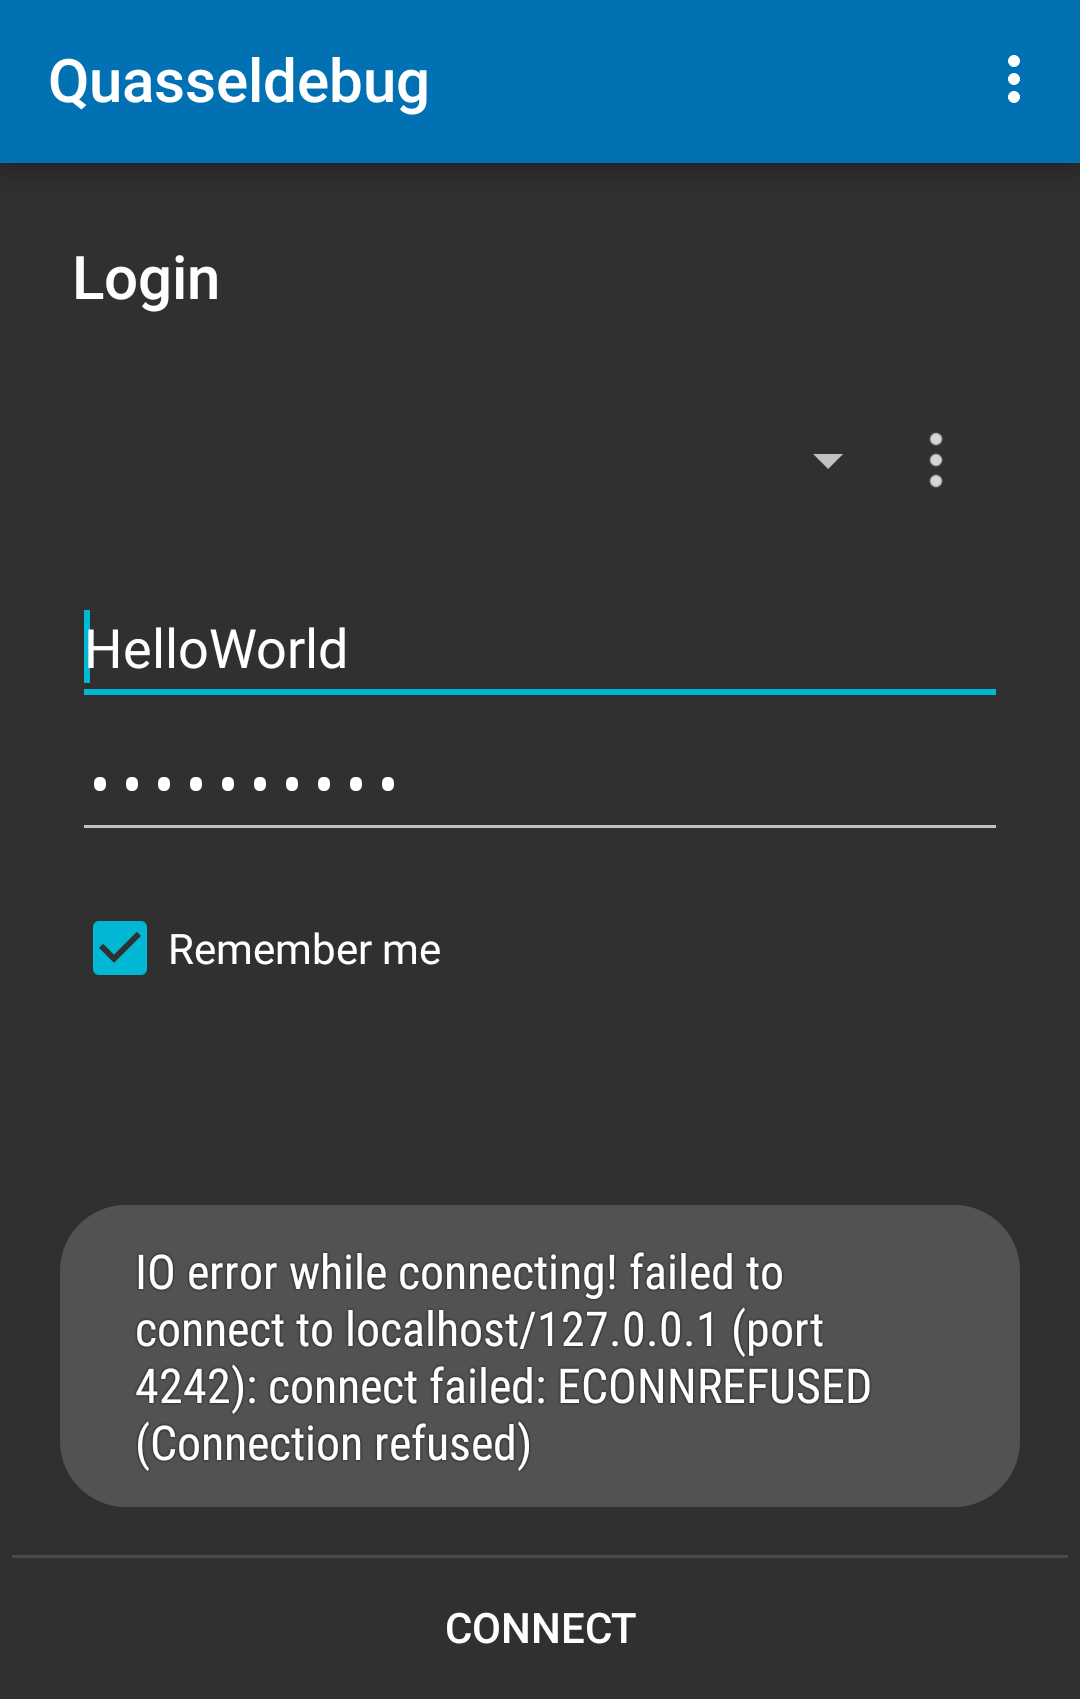 Quasseldebug
Login
HelloWorld
Remember me
IO error while connecting! failed to
connect to localhost/127.0.0.1 (port
4242): connect failed: ECONNREFUSED
(Connection refused)
CONNECT